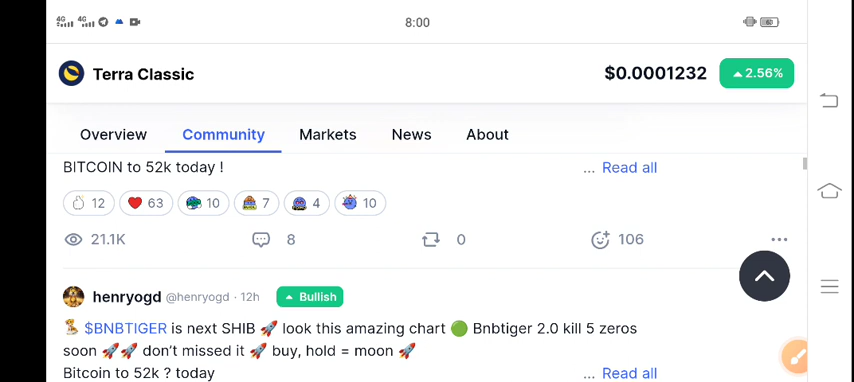 4G 4G 8:00 60
Terra Classic $0.0001232 2.56%
Overview Community Markets News About
BITCOIN to 52k today ! ... Read all
12 63 10 7 4 10
21.1K 8 0 106
henryogd @henryogd · 12h Bullish
$BNBTIGER is next SHIB 🚀 look this amazing chart 🟢 Bnbtiger 2.0 kill 5 zeros
soon 🚀🚀 don't missed it 🚀 buy, hold = moon 🚀
Bitcoin to 52k ? today ... Read all